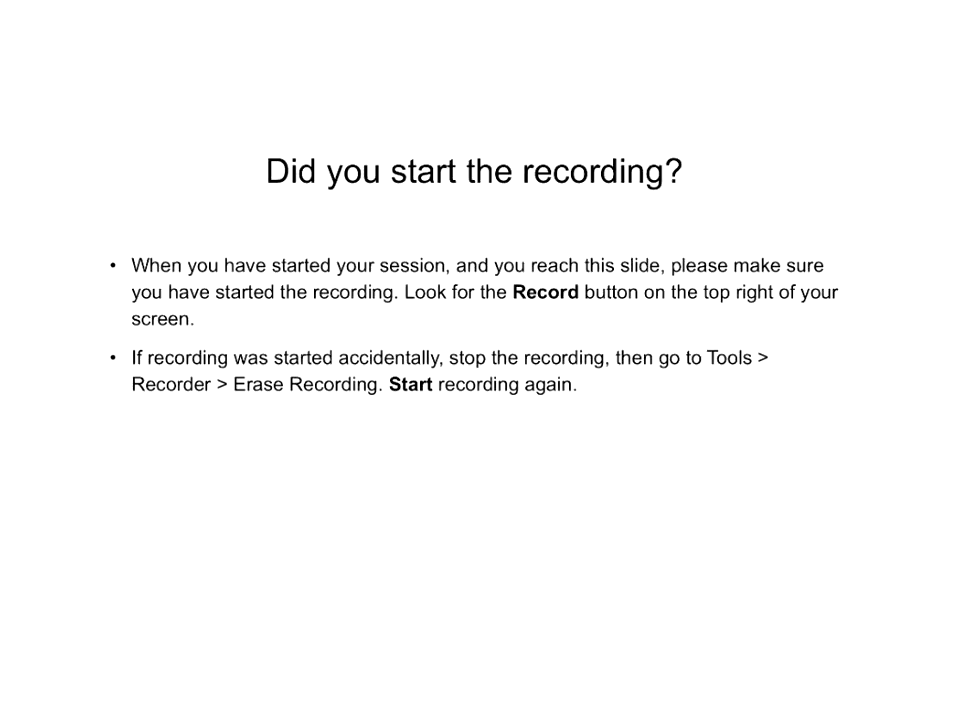 Did you start the recording?
• When you have started your session, and you reach this slide, please make sure
you have started the recording. Look for the Record button on the top right of your
screen.
• If recording was started accidentally, stop the recording, then go to Tools >
Recorder > Erase Recording. Start recording again.